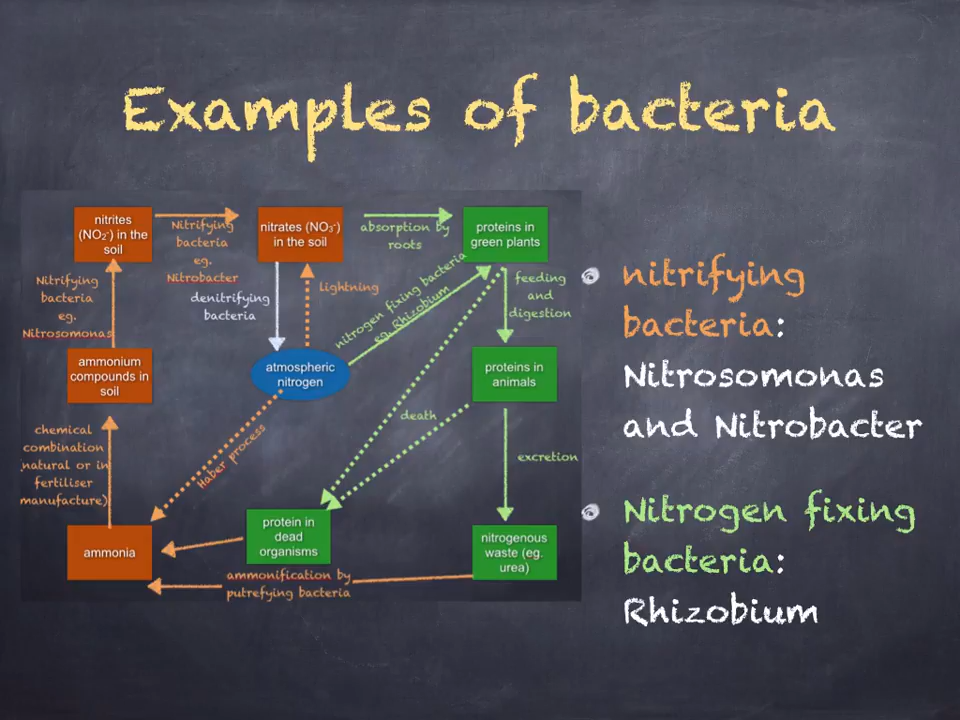 Examples of bacteria
nitrites
(NO₂⁻) in the
soil
Nitrifying
bacteria
eg.
Nitrobacter
nitrates (NO₃⁻)
in the soil
absorption by
roots
proteins in
green plants
Nitrifying
bacteria
eg.
Nitrosomonas
denitrifying
bacteria
lightning
nitrogen fixing bacteria
eg. Rhizobium
feeding
and
digestion
ammonium
compounds in
soil
atmospheric
nitrogen
proteins in
animals
chemical
combination
(natural or in
fertiliser
manufacture)
Haber process
death
excretion
ammonia
protein in
dead
organisms
nitrogenous
waste (eg.
urea)
ammonification by
putrefying bacteria
nitrifying
bacteria:
Nitrosomonas
and Nitrobacter
Nitrogen fixing
bacteria:
Rhizobium